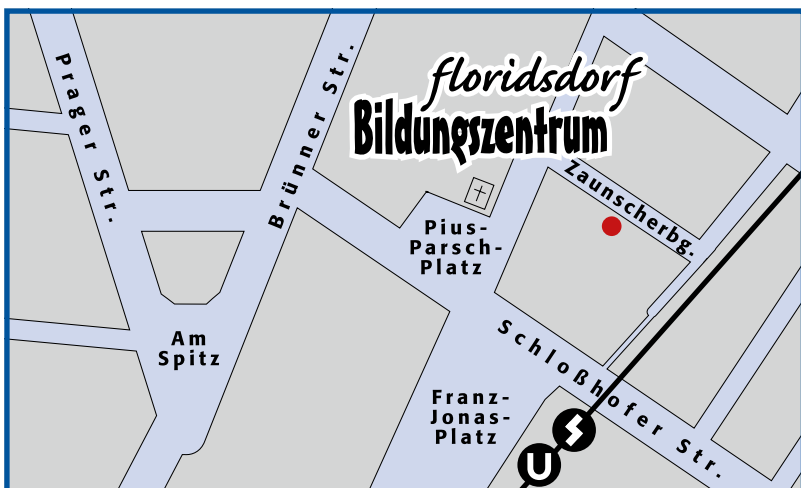 floridsdorf
Bildungszentrum
Prager Str.
Brünner Str.
Zaunscherbg.
Pius-
Parsch-
Platz
Am
Spitz
Schloßhofer Str.
Franz-
Jonas-
Platz
S
U